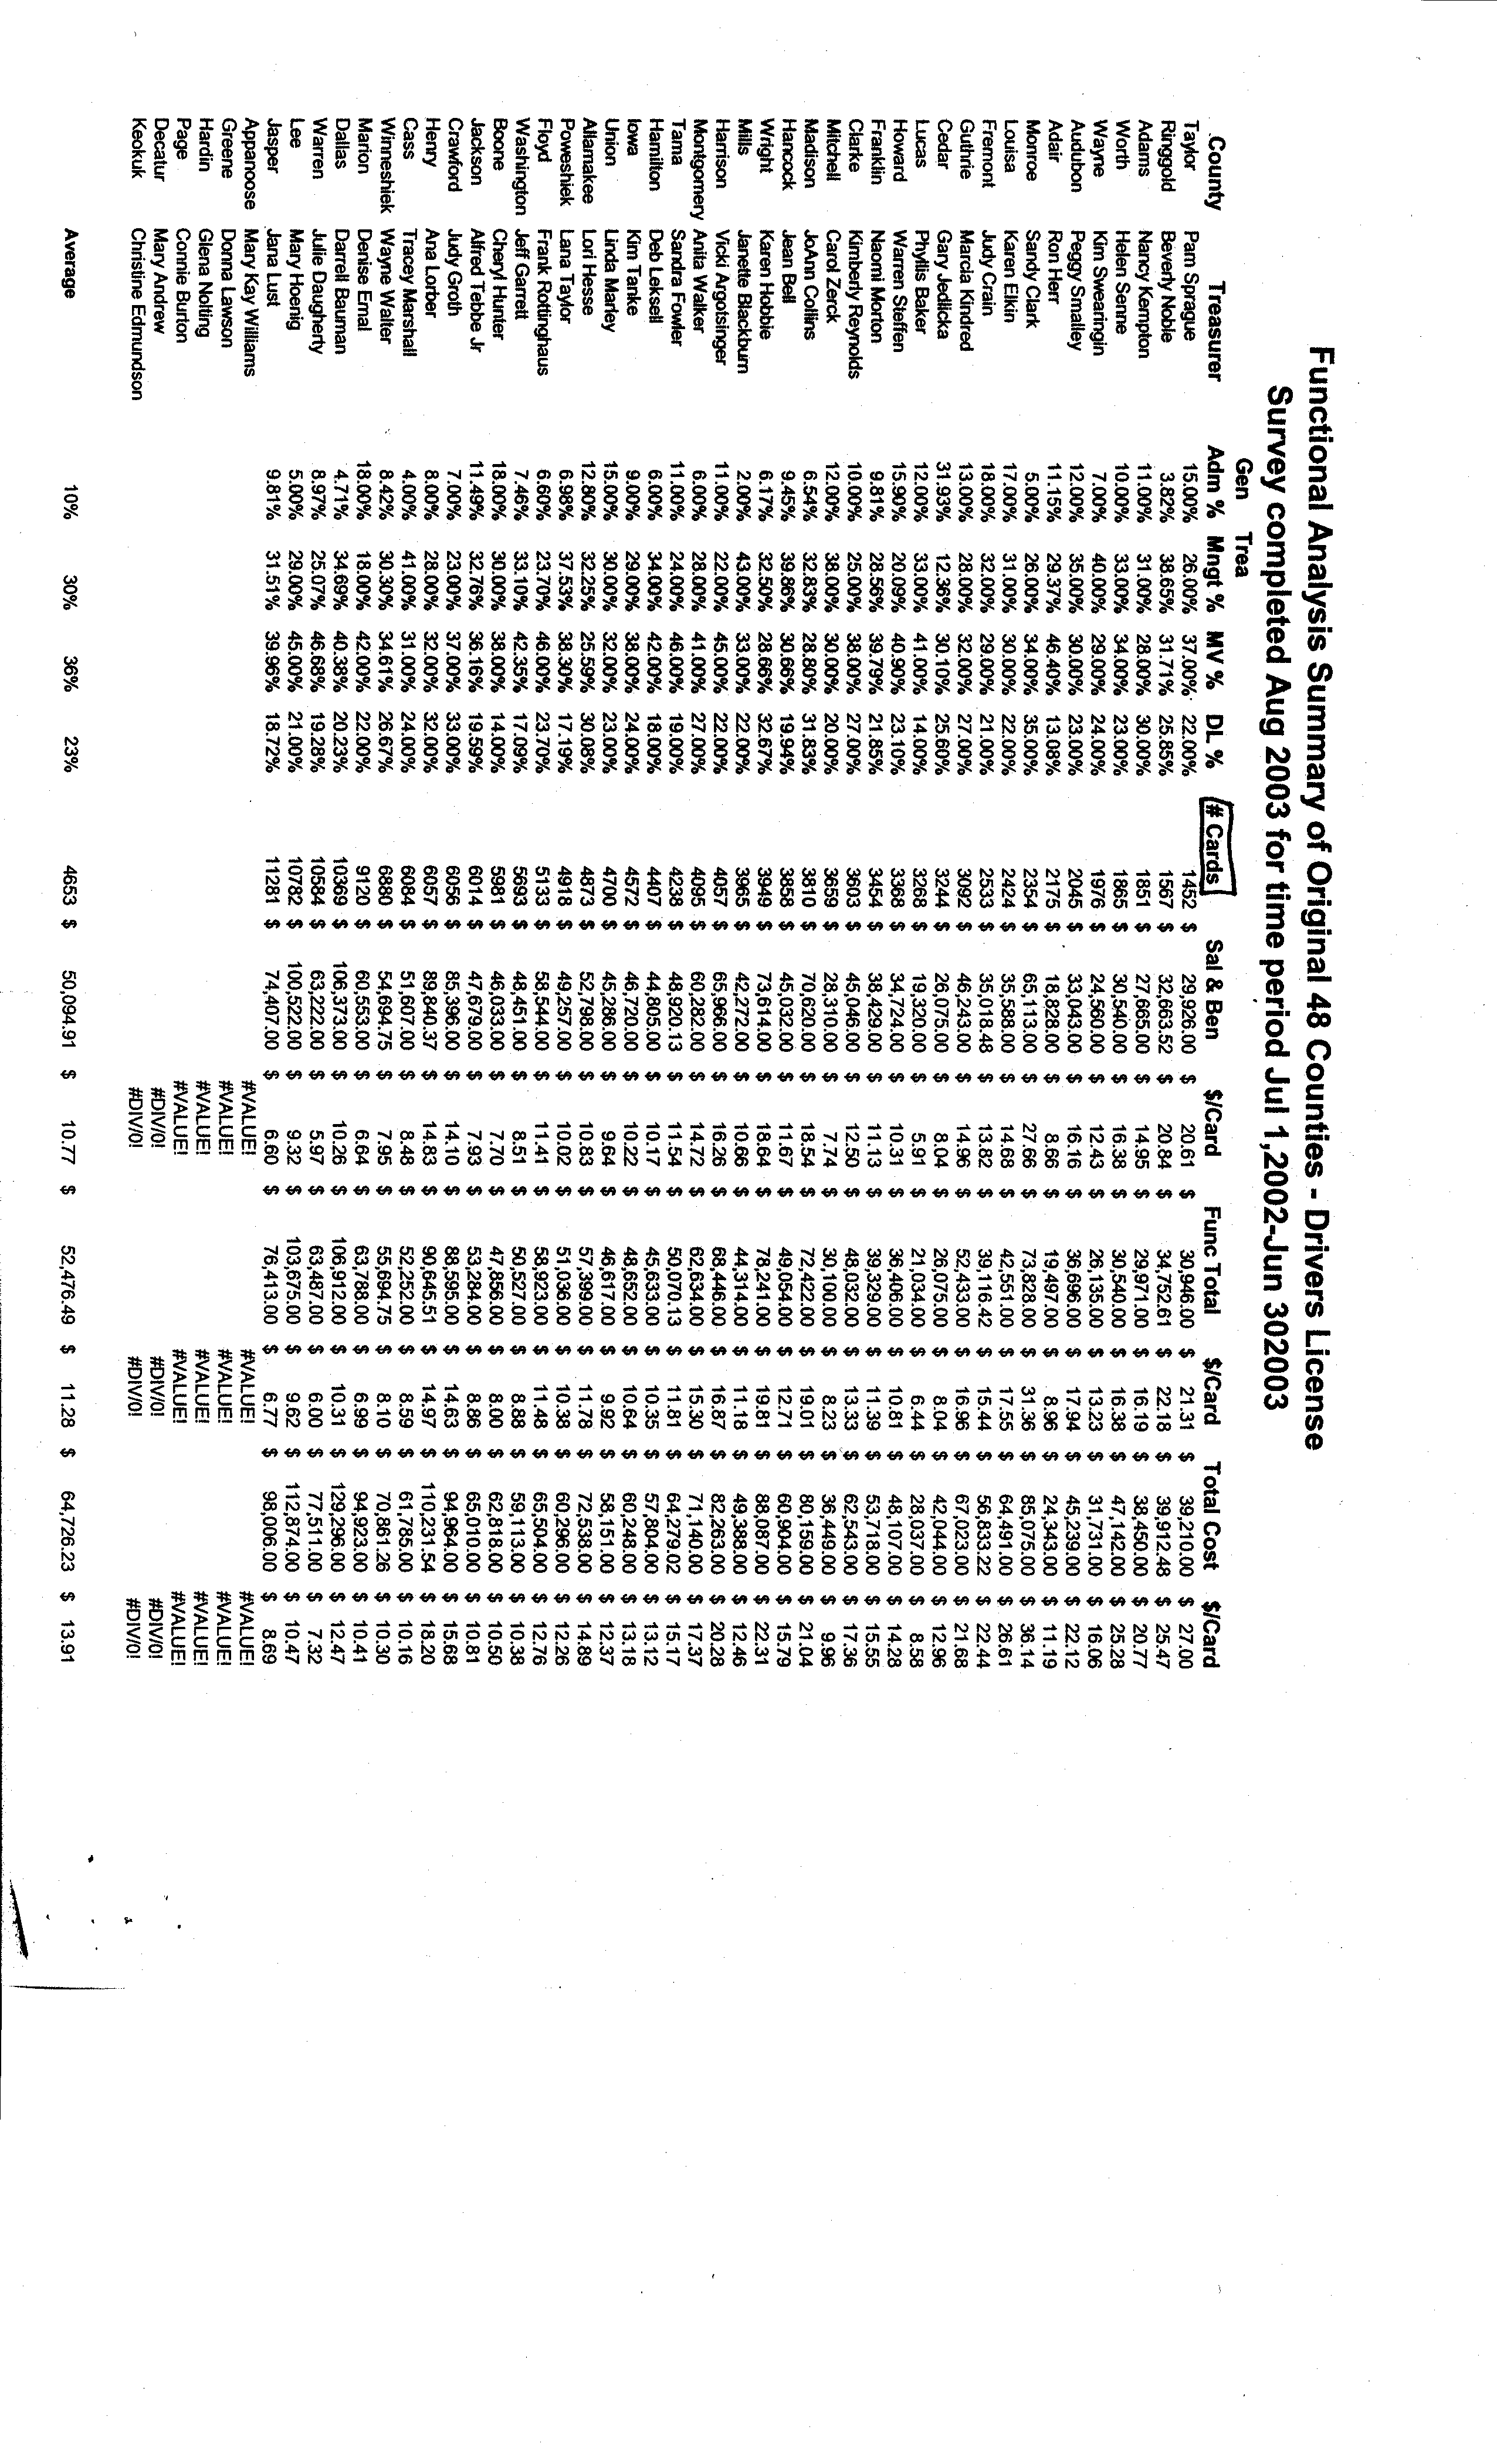 Functional Analysis Summary of Original 48 Counties - Drivers License
Survey completed Aug 2003 for time period Jul 1,2002-Jun 302003
Gen Trea
County Treasurer Adm % Mngt % MV % DL % # Cards Sal & Ben $/Card Func Total $/Card Total Cost $/Card
Taylor Pam Sprague 15.00% 26.00% 37.00% 22.00% 1452 $ 29,926.00 $ 20.61 $ 30,946.00 $ 21.31 $ 39,210.00 $ 27.00
Ringgold Beverly Noble 3.82% 38.65% 31.71% 25.85% 1567 $ 32,663.52 $ 20.84 $ 34,752.61 $ 22.18 $ 39,912.48 $ 25.47
Adams Nancy Kempton 11.00% 31.00% 28.00% 30.00% 1851 $ 27,665.00 $ 14.95 $ 29,971.00 $ 16.19 $ 38,450.00 $ 20.77
Worth Helen Senne 10.00% 33.00% 34.00% 23.00% 1865 $ 30,540.00 $ 16.38 $ 30,540.00 $ 16.38 $ 47,142.00 $ 25.28
Wayne Kim Swearingin 7.00% 40.00% 29.00% 24.00% 1976 $ 24,560.00 $ 12.43 $ 26,135.00 $ 13.23 $ 31,731.00 $ 16.06
Audubon Peggy Smalley 12.00% 35.00% 30.00% 23.00% 2045 $ 33,043.00 $ 16.16 $ 36,696.00 $ 17.94 $ 45,239.00 $ 22.12
Adair Ron Herr 11.15% 29.37% 46.40% 13.08% 2175 $ 18,828.00 $ 8.66 $ 19,497.00 $ 8.96 $ 24,343.00 $ 11.19
Monroe Sandy Clark 5.00% 26.00% 34.00% 35.00% 2354 $ 65,113.00 $ 27.66 $ 73,828.00 $ 31.36 $ 85,075.00 $ 36.14
Louisa Karen Elkin 17.00% 31.00% 30.00% 22.00% 2424 $ 35,588.00 $ 14.68 $ 42,551.00 $ 17.55 $ 64,491.00 $ 26.61
Fremont Judy Crain 18.00% 32.00% 29.00% 21.00% 2533 $ 35,018.48 $ 13.82 $ 39,116.42 $ 15.44 $ 56,833.22 $ 22.44
Guthrie Marcia Kindred 13.00% 28.00% 32.00% 27.00% 3092 $ 46,243.00 $ 14.96 $ 52,433.00 $ 16.96 $ 67,023.00 $ 21.68
Cedar Gary Jedlicka 31.93% 12.36% 30.10% 25.60% 3244 $ 26,075.00 $ 8.04 $ 26,075.00 $ 8.04 $ 42,044.00 $ 12.96
Lucas Phyllis Baker 12.00% 33.00% 41.00% 14.00% 3268 $ 19,320.00 $ 5.91 $ 21,034.00 $ 6.44 $ 28,037.00 $ 8.58
Howard Warren Steffen 15.90% 20.09% 40.90% 23.10% 3368 $ 34,724.00 $ 10.31 $ 36,406.00 $ 10.81 $ 48,107.00 $ 14.28
Franklin Naomi Morton 9.81% 28.56% 39.79% 21.85% 3454 $ 38,429.00 $ 11.13 $ 39,329.00 $ 11.39 $ 53,718.00 $ 15.55
Clarke Kimberly Reynolds 10.00% 25.00% 38.00% 27.00% 3603 $ 45,046.00 $ 12.50 $ 48,032.00 $ 13.33 $ 62,543.00 $ 17.36
Mitchell Carol Zerck 12.00% 38.00% 30.00% 20.00% 3659 $ 28,310.00 $ 7.74 $ 30,100.00 $ 8.23 $ 36,449.00 $ 9.96
Madison JoAnn Collins 6.54% 32.83% 28.80% 31.83% 3810 $ 70,620.00 $ 18.54 $ 72,422.00 $ 19.01 $ 80,159.00 $ 21.04
Hancock Jean Bell 9.45% 39.86% 30.66% 19.94% 3858 $ 45,032.00 $ 11.67 $ 49,054.00 $ 12.71 $ 60,904.00 $ 15.79
Wright Karen Hobbie 6.17% 32.50% 28.66% 32.67% 3949 $ 73,614.00 $ 18.64 $ 78,241.00 $ 19.81 $ 88,087.00 $ 22.31
Mills Janette Blackburn 2.00% 43.00% 33.00% 22.00% 3965 $ 42,272.00 $ 10.66 $ 44,314.00 $ 11.18 $ 49,388.00 $ 12.46
Harrison Vicki Argotsinger 11.00% 22.00% 45.00% 22.00% 4057 $ 65,966.00 $ 16.26 $ 68,446.00 $ 16.87 $ 82,263.00 $ 20.28
Montgomery Anita Walker 6.00% 28.00% 41.00% 27.00% 4095 $ 60,282.00 $ 14.72 $ 62,634.00 $ 15.30 $ 71,140.00 $ 17.37
Tama Sandra Fowler 11.00% 24.00% 46.00% 19.00% 4238 $ 48,920.13 $ 11.54 $ 50,070.13 $ 11.81 $ 64,279.02 $ 15.17
Hamilton Deb Leksell 6.00% 34.00% 42.00% 18.00% 4407 $ 44,805.00 $ 10.17 $ 45,633.00 $ 10.35 $ 57,804.00 $ 13.12
Iowa Kim Tanke 9.00% 29.00% 38.00% 24.00% 4572 $ 46,720.00 $ 10.22 $ 48,652.00 $ 10.64 $ 60,248.00 $ 13.18
Union Linda Marley 15.00% 30.00% 32.00% 23.00% 4700 $ 45,286.00 $ 9.64 $ 46,617.00 $ 9.92 $ 58,151.00 $ 12.37
Allamakee Lori Hesse 12.80% 32.25% 25.59% 30.08% 4873 $ 52,798.00 $ 10.83 $ 57,399.00 $ 11.78 $ 72,538.00 $ 14.89
Poweshiek Lana Taylor 6.98% 37.53% 38.30% 17.19% 4918 $ 49,257.00 $ 10.02 $ 51,036.00 $ 10.38 $ 60,296.00 $ 12.26
Floyd Frank Rottinghaus 6.60% 23.70% 46.00% 23.70% 5133 $ 58,544.00 $ 11.41 $ 58,923.00 $ 11.48 $ 65,504.00 $ 12.76
Washington Jeff Garrett 7.46% 33.10% 42.35% 17.09% 5693 $ 48,451.00 $ 8.51 $ 50,527.00 $ 8.88 $ 59,113.00 $ 10.38
Boone Cheryl Hunter 18.00% 30.00% 38.00% 14.00% 5981 $ 46,033.00 $ 7.70 $ 47,856.00 $ 8.00 $ 62,818.00 $ 10.50
Jackson Alfred Tebbe Jr 11.49% 32.76% 36.16% 19.59% 6014 $ 47,679.00 $ 7.93 $ 53,284.00 $ 8.86 $ 65,010.00 $ 10.81
Crawford Judy Groth 7.00% 23.00% 37.00% 33.00% 6056 $ 85,396.00 $ 14.10 $ 88,595.00 $ 14.63 $ 94,964.00 $ 15.68
Henry Ana Lorber 8.00% 28.00% 32.00% 32.00% 6057 $ 89,840.37 $ 14.83 $ 90,645.51 $ 14.97 $ 110,231.54 $ 18.20
Cass Tracey Marshall 4.00% 41.00% 31.00% 24.00% 6084 $ 51,607.00 $ 8.48 $ 52,252.00 $ 8.59 $ 61,785.00 $ 10.16
Winneshiek Wayne Walter 8.42% 30.30% 34.61% 26.67% 6880 $ 54,694.75 $ 7.95 $ 55,694.75 $ 8.10 $ 70,861.26 $ 10.30
Marion Denise Emal 18.00% 18.00% 42.00% 22.00% 9120 $ 60,553.00 $ 6.64 $ 63,788.00 $ 6.99 $ 94,923.00 $ 10.41
Dallas Darrell Bauman 4.71% 34.69% 40.38% 20.23% 10369 $ 106,373.00 $ 10.26 $ 106,912.00 $ 10.31 $ 129,296.00 $ 12.47
Warren Julie Daugherty 8.97% 25.07% 46.68% 19.28% 10584 $ 63,222.00 $ 5.97 $ 63,487.00 $ 6.00 $ 77,511.00 $ 7.32
Lee Mary Hoenig 5.00% 29.00% 45.00% 21.00% 10782 $ 100,522.00 $ 9.32 $ 103,675.00 $ 9.62 $ 112,874.00 $ 10.47
Jasper Jana Lust 9.81% 31.51% 39.96% 18.72% 11281 $ 74,407.00 $ 6.60 $ 76,413.00 $ 6.77 $ 98,006.00 $ 8.69
Appanoose Mary Kay Williams #VALUE! #VALUE! #VALUE!
Greene Donna Lawson #VALUE! #VALUE! #VALUE!
Hardin Glena Nolting #VALUE! #VALUE! #VALUE!
Page Connie Burton #VALUE! #VALUE! #VALUE!
Decatur Mary Andrew #DIV/0! #DIV/0! #DIV/0!
Keokuk Christine Edmundson #DIV/0! #DIV/0! #DIV/0!
Average 10% 30% 36% 23% 4653 $ 50,094.91 $ 10.77 $ 52,476.49 $ 11.28 $ 64,726.23 $ 13.91